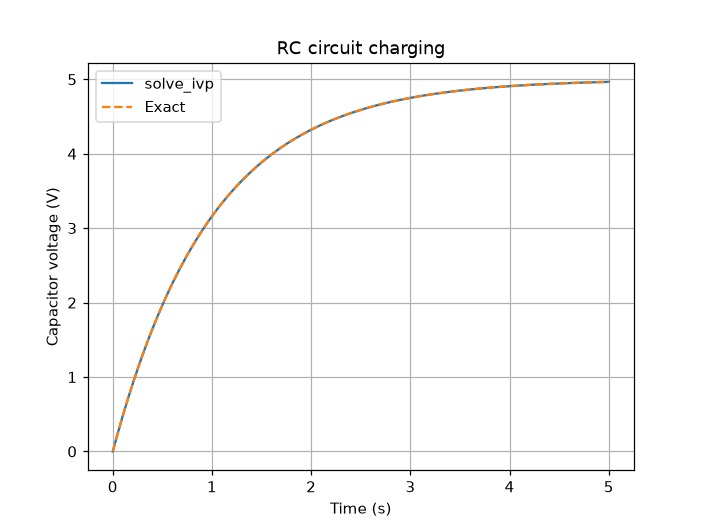 RC circuit charging
solve_ivp
Exact
Capacitor voltage (V)
5
4
3
2
1
0
0 1 2 3 4 5
Time (s)